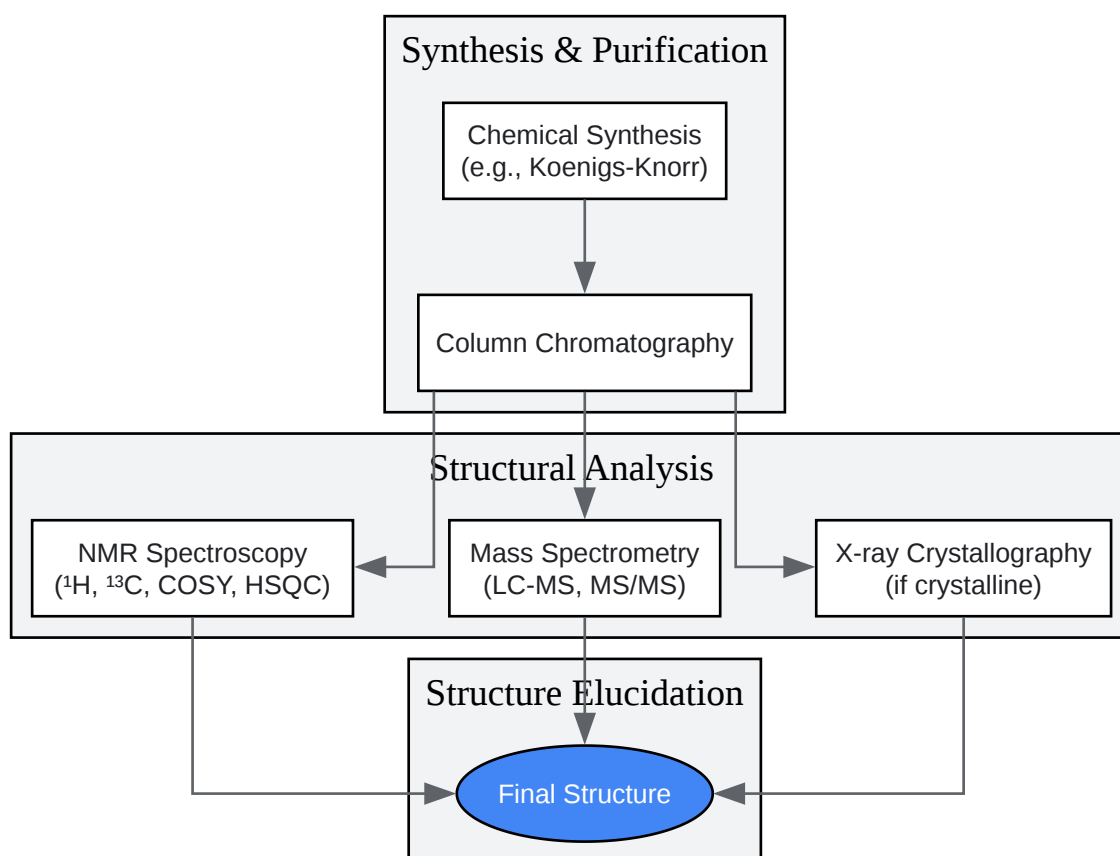 Synthesis & Purification
Chemical Synthesis
(e.g., Koenigs-Knorr)
Column Chromatography
Structural Analysis
NMR Spectroscopy
(¹H, ¹³C, COSY, HSQC)
Mass Spectrometry
(LC-MS, MS/MS)
X-ray Crystallography
(if crystalline)
Structure Elucidation
Final Structure